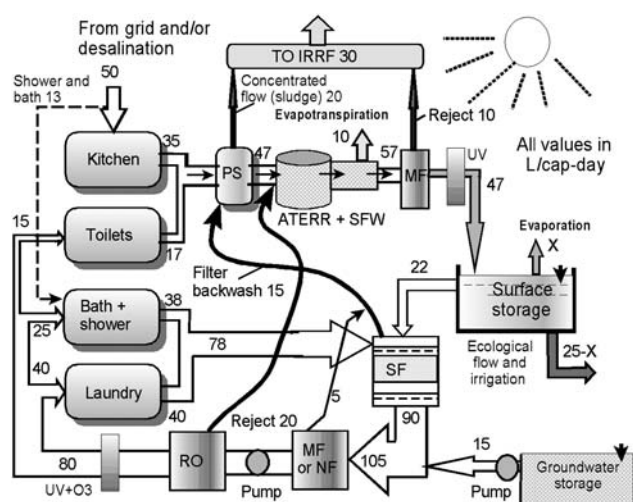 From grid and/or
desalination
50
Shower and
bath 13
TO IRRF 30
Concentrated
flow (sludge) 20
Evapotranspiration
10
Reject 10
All values in
L/cap-day
Kitchen
35
PS
47
57
MF
UV
47
ATERR + SFW
15
Toilets
17
Filter
backwash 15
Evaporation
X
22
Surface
storage
Bath +
shower
38
25
78
Ecological
flow and
irrigation
25-X
SF
40
Laundry
40
5
90
Reject 20
80
UV+O3
RO
Pump
MF
or NF
105
15
Pump
Groundwater
storage